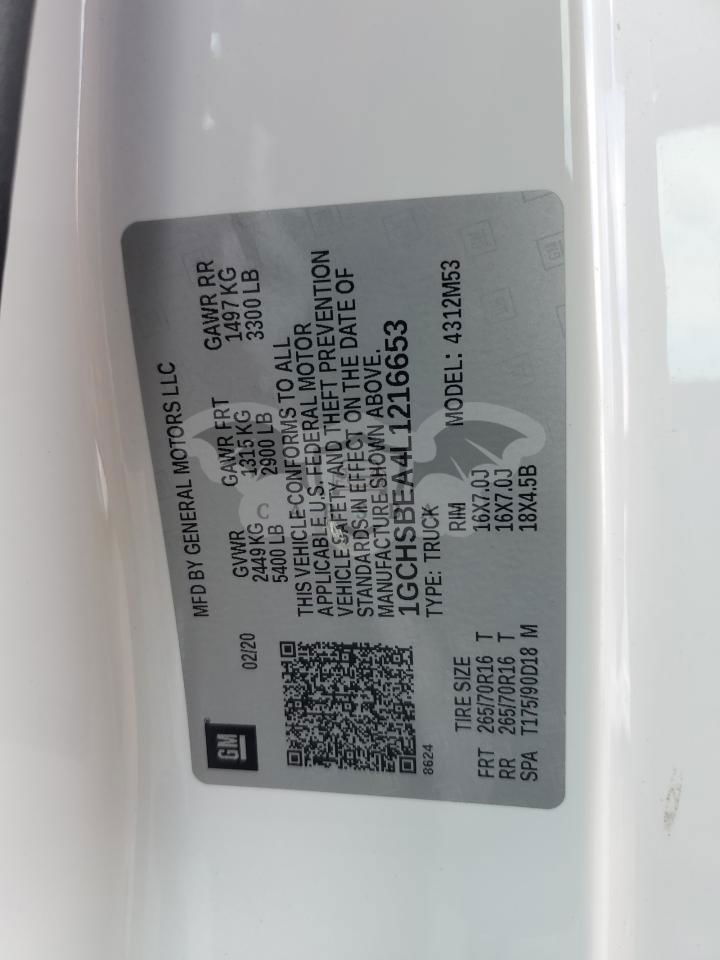 GM
02/20
MFD BY GENERAL MOTORS LLC
GVWR GAWR FRT GAWR RR
2449 KG 1315 KG 1497 KG
5400 LB 2900 LB 3300 LB
THIS VEHICLE CONFORMS TO ALL
APPLICABLE U.S. FEDERAL MOTOR
VEHICLE SAFETY AND THEFT PREVENTION
STANDARDS IN EFFECT ON THE DATE OF
MANUFACTURE SHOWN ABOVE.
1GCHSBEA4L1216653
8624 TYPE: TRUCK MODEL: 4312M53
TIRE SIZE RIM
FRT 265/70R16 T 16X7.0J
RR 265/70R16 T 16X7.0J
SPA T175/90D18 M 18X4.5B